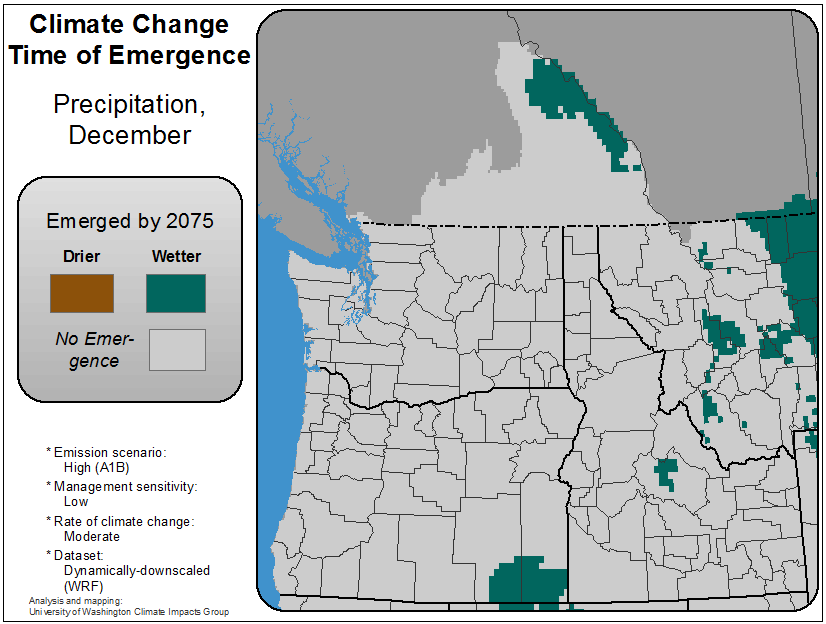 Climate Change
Time of Emergence
Precipitation,
December
Emerged by 2075
Drier Wetter
No Emer-
gence
* Emission scenario:
High (A1B)
* Management sensitivity:
Low
* Rate of climate change:
Moderate
* Dataset:
Dynamically-downscaled
(WRF)
Analysis and mapping:
University of Washington Climate Impacts Group